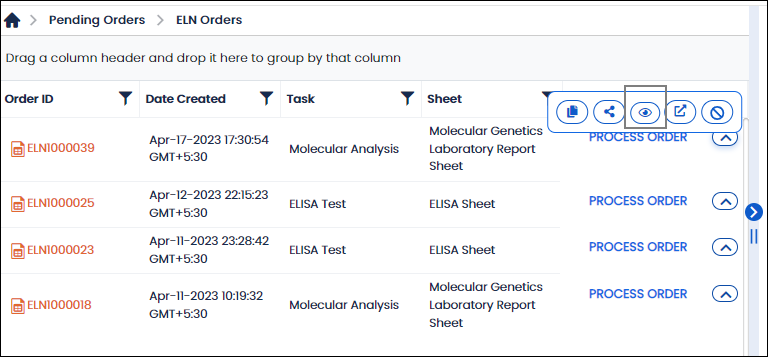 Pending Orders ELN Orders
Drag a column header and drop it here to group by that column
Order ID Date Created Task Sheet
ELN1000039 Apr-17-2023 17:30:54 GMT+5:30 Molecular Analysis Molecular Genetics Laboratory Report Sheet PROCESS ORDER
ELN1000025 Apr-12-2023 22:15:23 GMT+5:30 ELISA Test ELISA Sheet PROCESS ORDER
ELN1000023 Apr-11-2023 23:28:42 GMT+5:30 ELISA Test ELISA Sheet PROCESS ORDER
ELN1000018 Apr-11-2023 10:19:32 GMT+5:30 Molecular Analysis Molecular Genetics Laboratory Report Sheet PROCESS ORDER